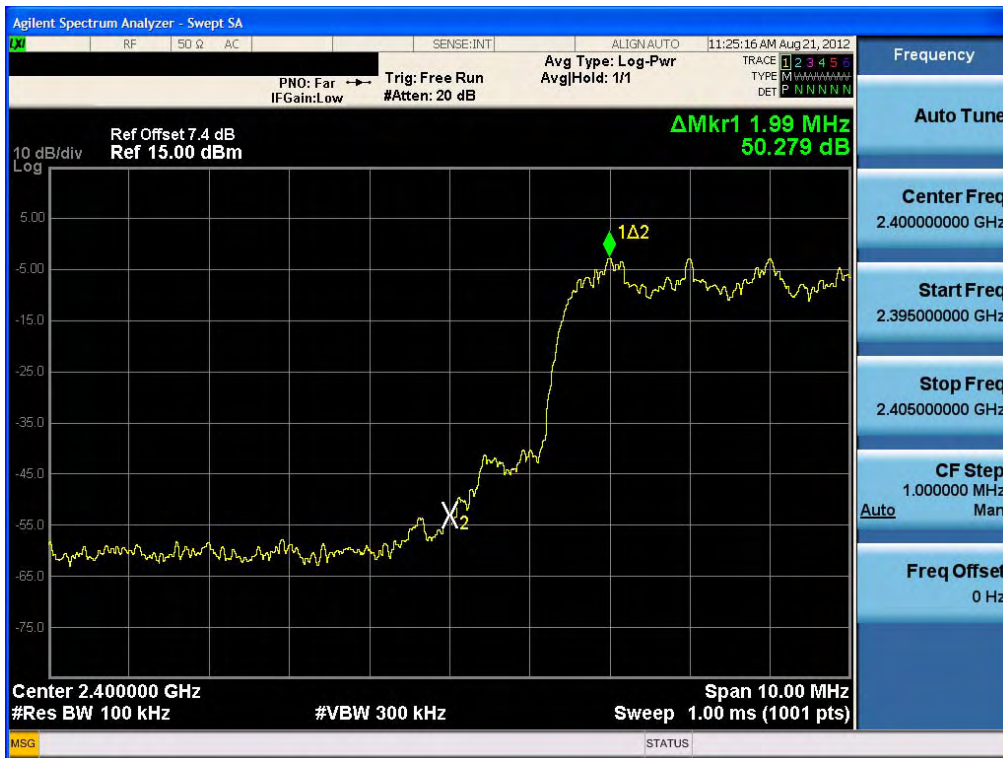 Agilent Spectrum Analyzer - Swept SA
LXI RF 50 Ω AC SENSE:INT ALIGNAUTO 11:25:16 AM Aug 21, 2012
Frequency
PNO: Far Trig: Free Run Avg Type: Log-Pwr TRACE 1 2 3 4 5 6
IFGain:Low #Atten: 20 dB Avg|Hold: 1/1 TYPE M
DET P N N N N N
Auto Tune
Ref Offset 7.4 dB ΔMkr1 1.99 MHz
10 dB/div Ref 15.00 dBm 50.279 dB
Log
5.00
-5.00
-15.0
-25.0
-35.0
-45.0
-55.0
-65.0
-75.0
1Δ2
2
Center Freq
2.400000000 GHz
Start Freq
2.395000000 GHz
Stop Freq
2.405000000 GHz
CF Step
1.000000 MHz
Auto Man
Freq Offset
0 Hz
Center 2.400000 GHz Span 10.00 MHz
#Res BW 100 kHz #VBW 300 kHz Sweep 1.00 ms (1001 pts)
MSG STATUS